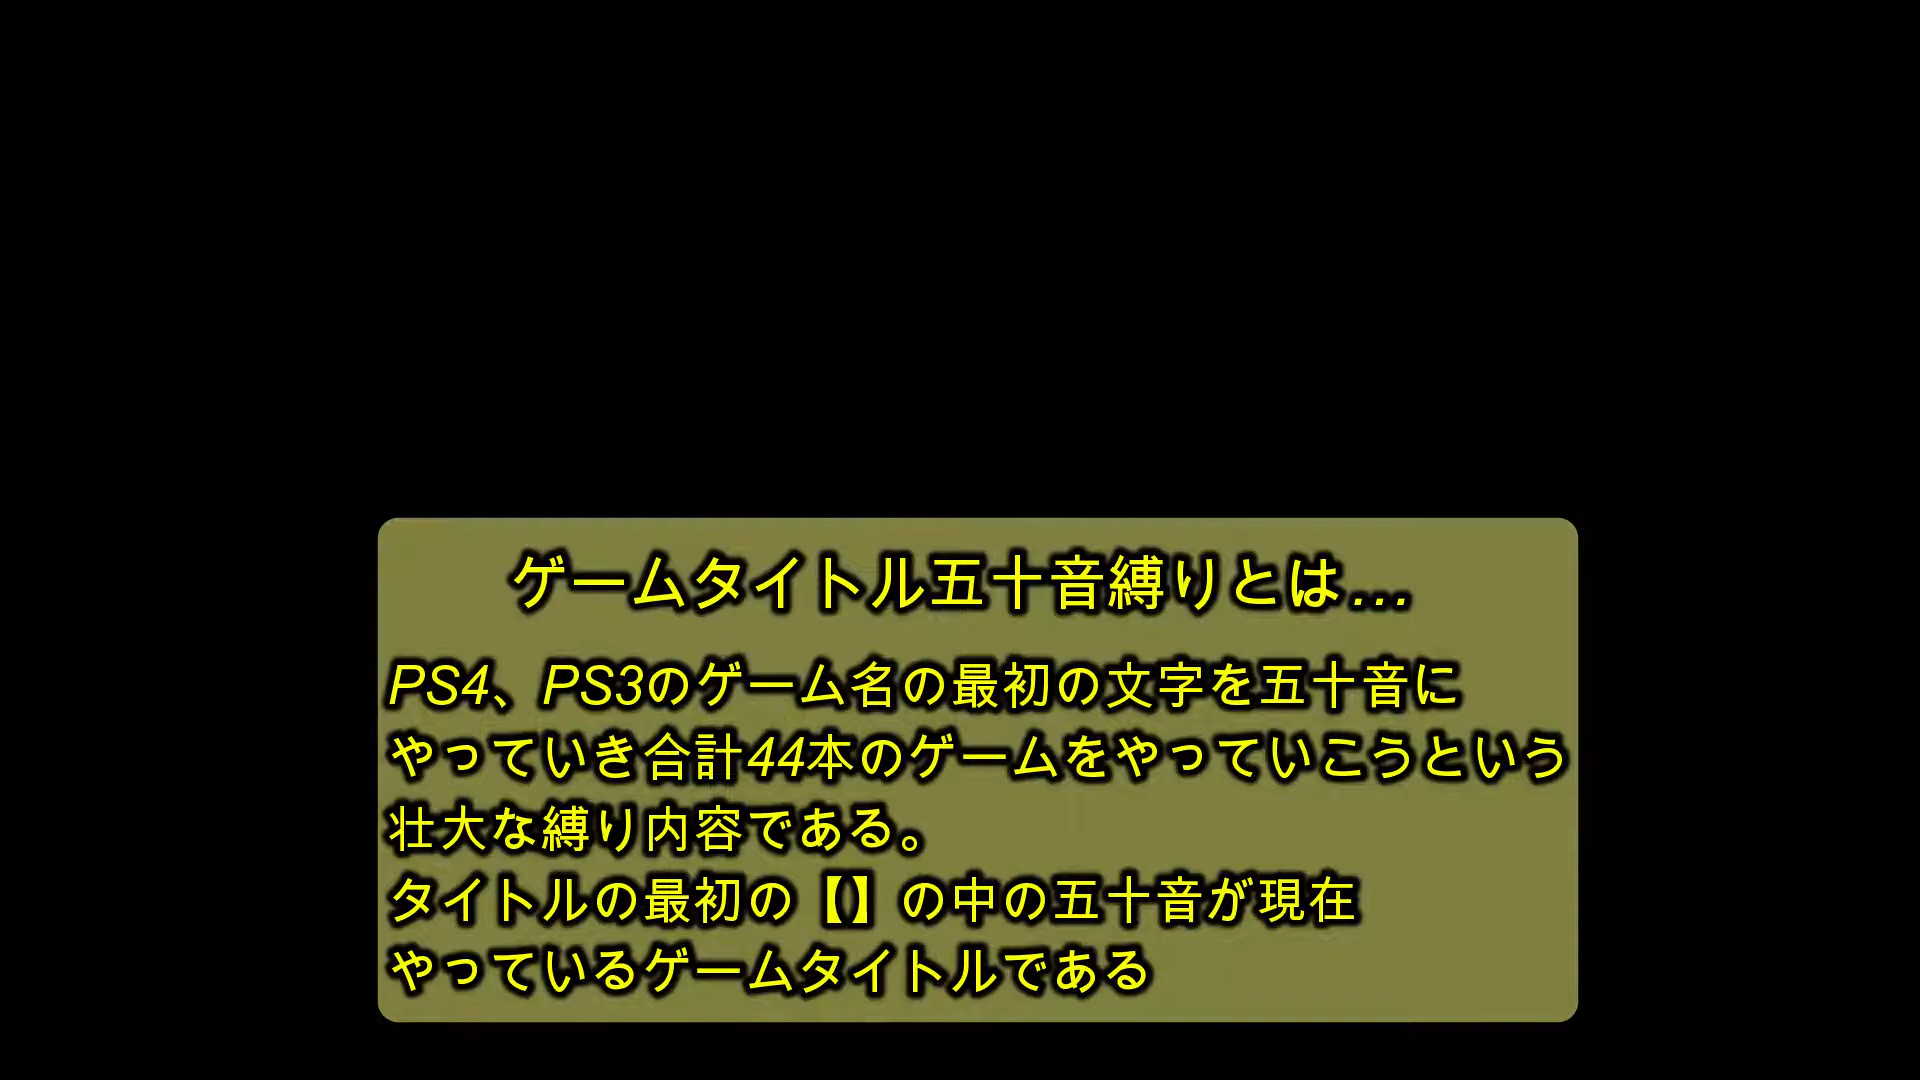 ゲームタイトル五十音縛りとは…
PS4、PS3のゲーム名の最初の文字を五十音に
やっていき合計44本のゲームをやっていこうという
壮大な縛り内容である。
タイトルの最初の【】の中の五十音が現在
やっているゲームタイトルである